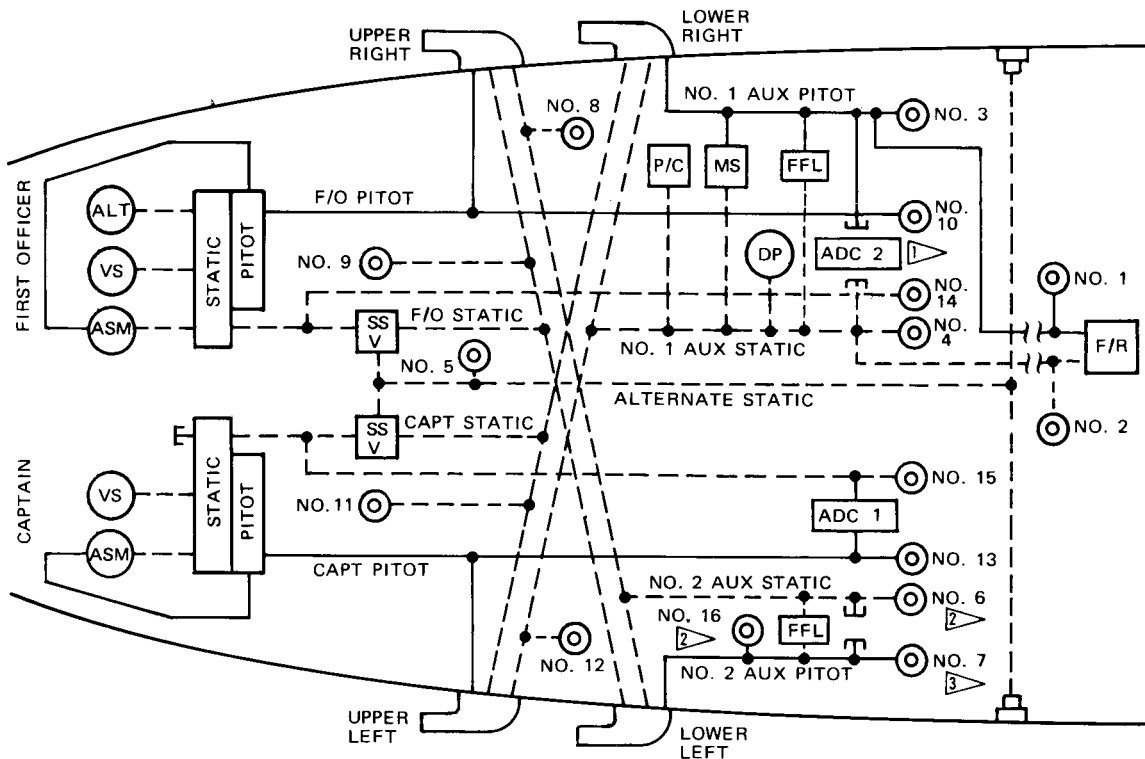 UPPER
RIGHT
LOWER
RIGHT
NO. 8
NO. 1 AUX PITOT
NO. 3
P/C
MS
FFL
FIRST OFFICER
ALT
VS
ASM
STATIC
PITOT
F/O PITOT
NO.
10
NO. 9
DP
ADC 2
1
NO. 1
NO.
14
SS
V
F/O STATIC
NO. 5
NO. 1 AUX STATIC
NO.
4
F/R
ALTERNATE STATIC
NO. 2
SS
V
CAPT STATIC
CAPTAIN
VS
ASM
STATIC
PITOT
NO. 11
NO. 15
ADC 1
CAPT PITOT
NO. 13
NO. 2 AUX STATIC
NO. 16
2
FFL
NO. 6
2
NO. 12
NO. 2 AUX PITOT
NO. 7
3
UPPER
LEFT
LOWER
LEFT